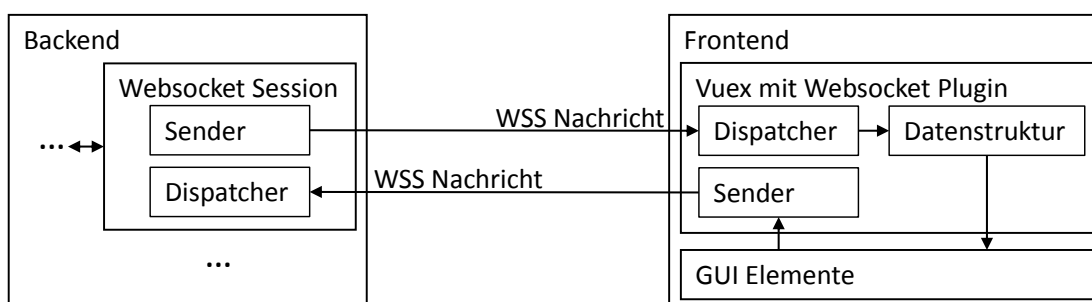 Backend
Websocket Session
Sender
...
Dispatcher
...
WSS Nachricht
WSS Nachricht
Frontend
Vuex mit Websocket Plugin
Dispatcher
Datenstruktur
Sender
GUI Elemente